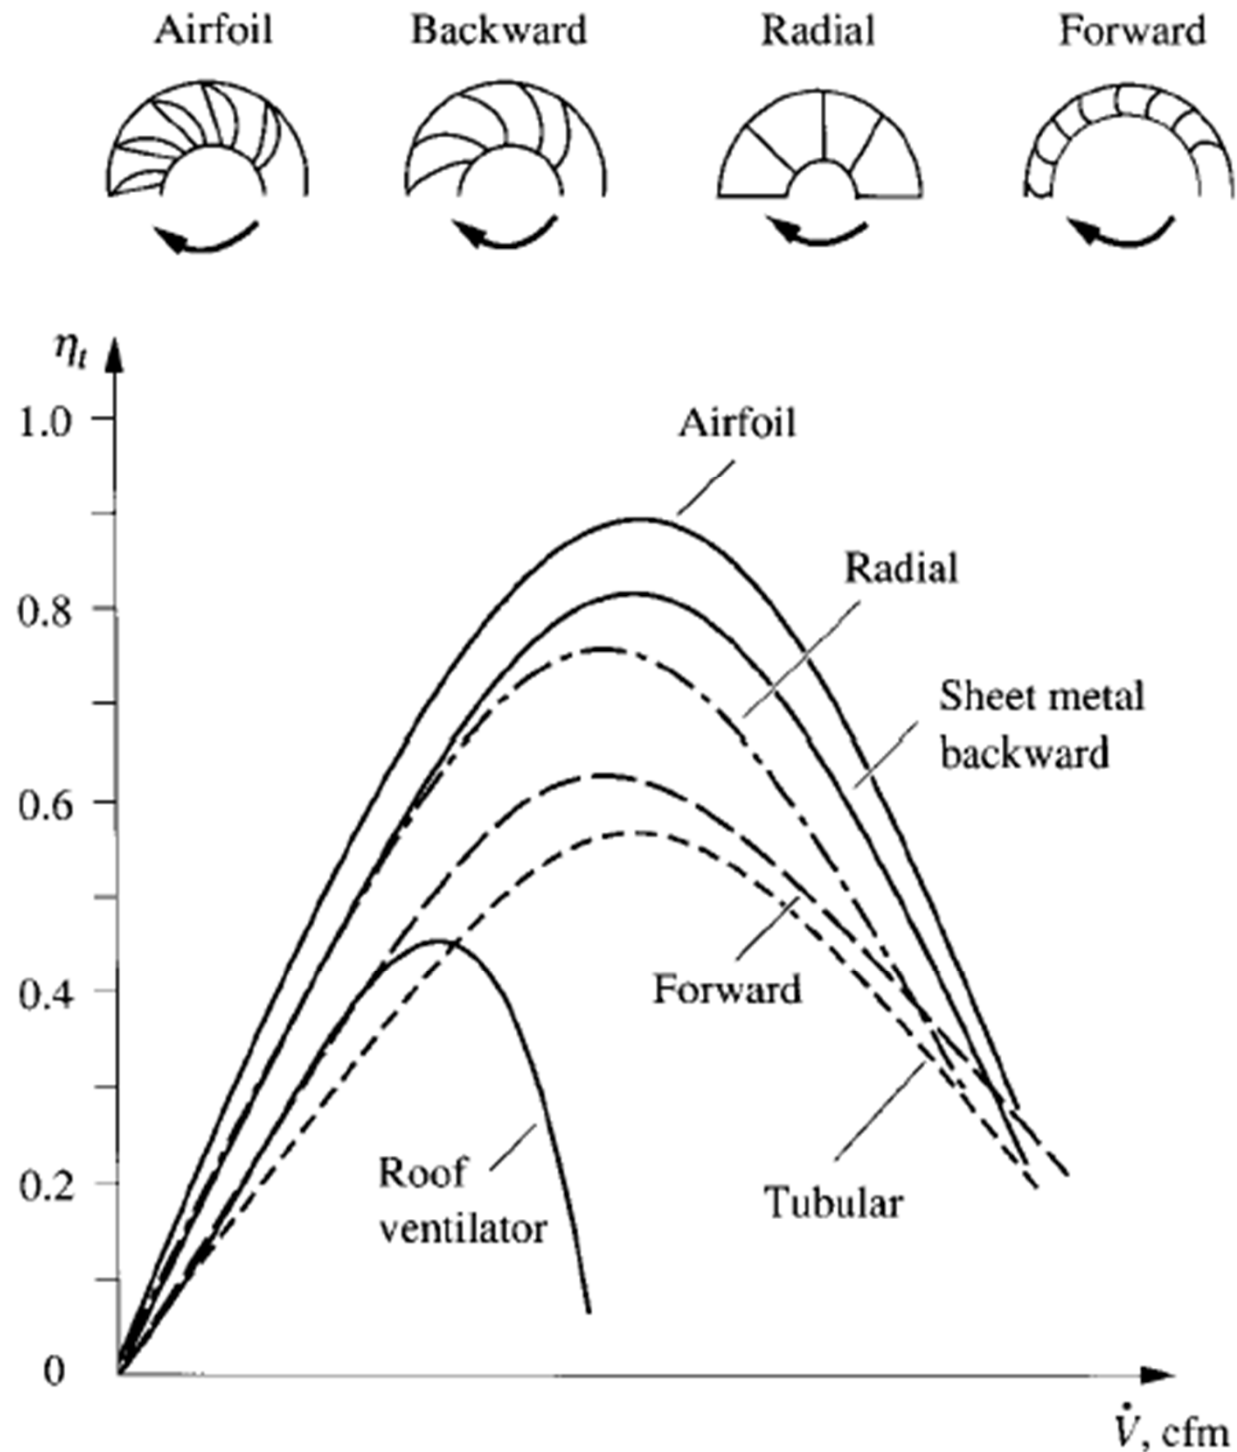 Airfoil Backward Radial Forward
ηt
1.0
Airfoil
Radial
0.8
Sheet metal
backward
0.6
0.4
Forward
Roof
ventilator
0.2
Tubular
0
V̇, cfm